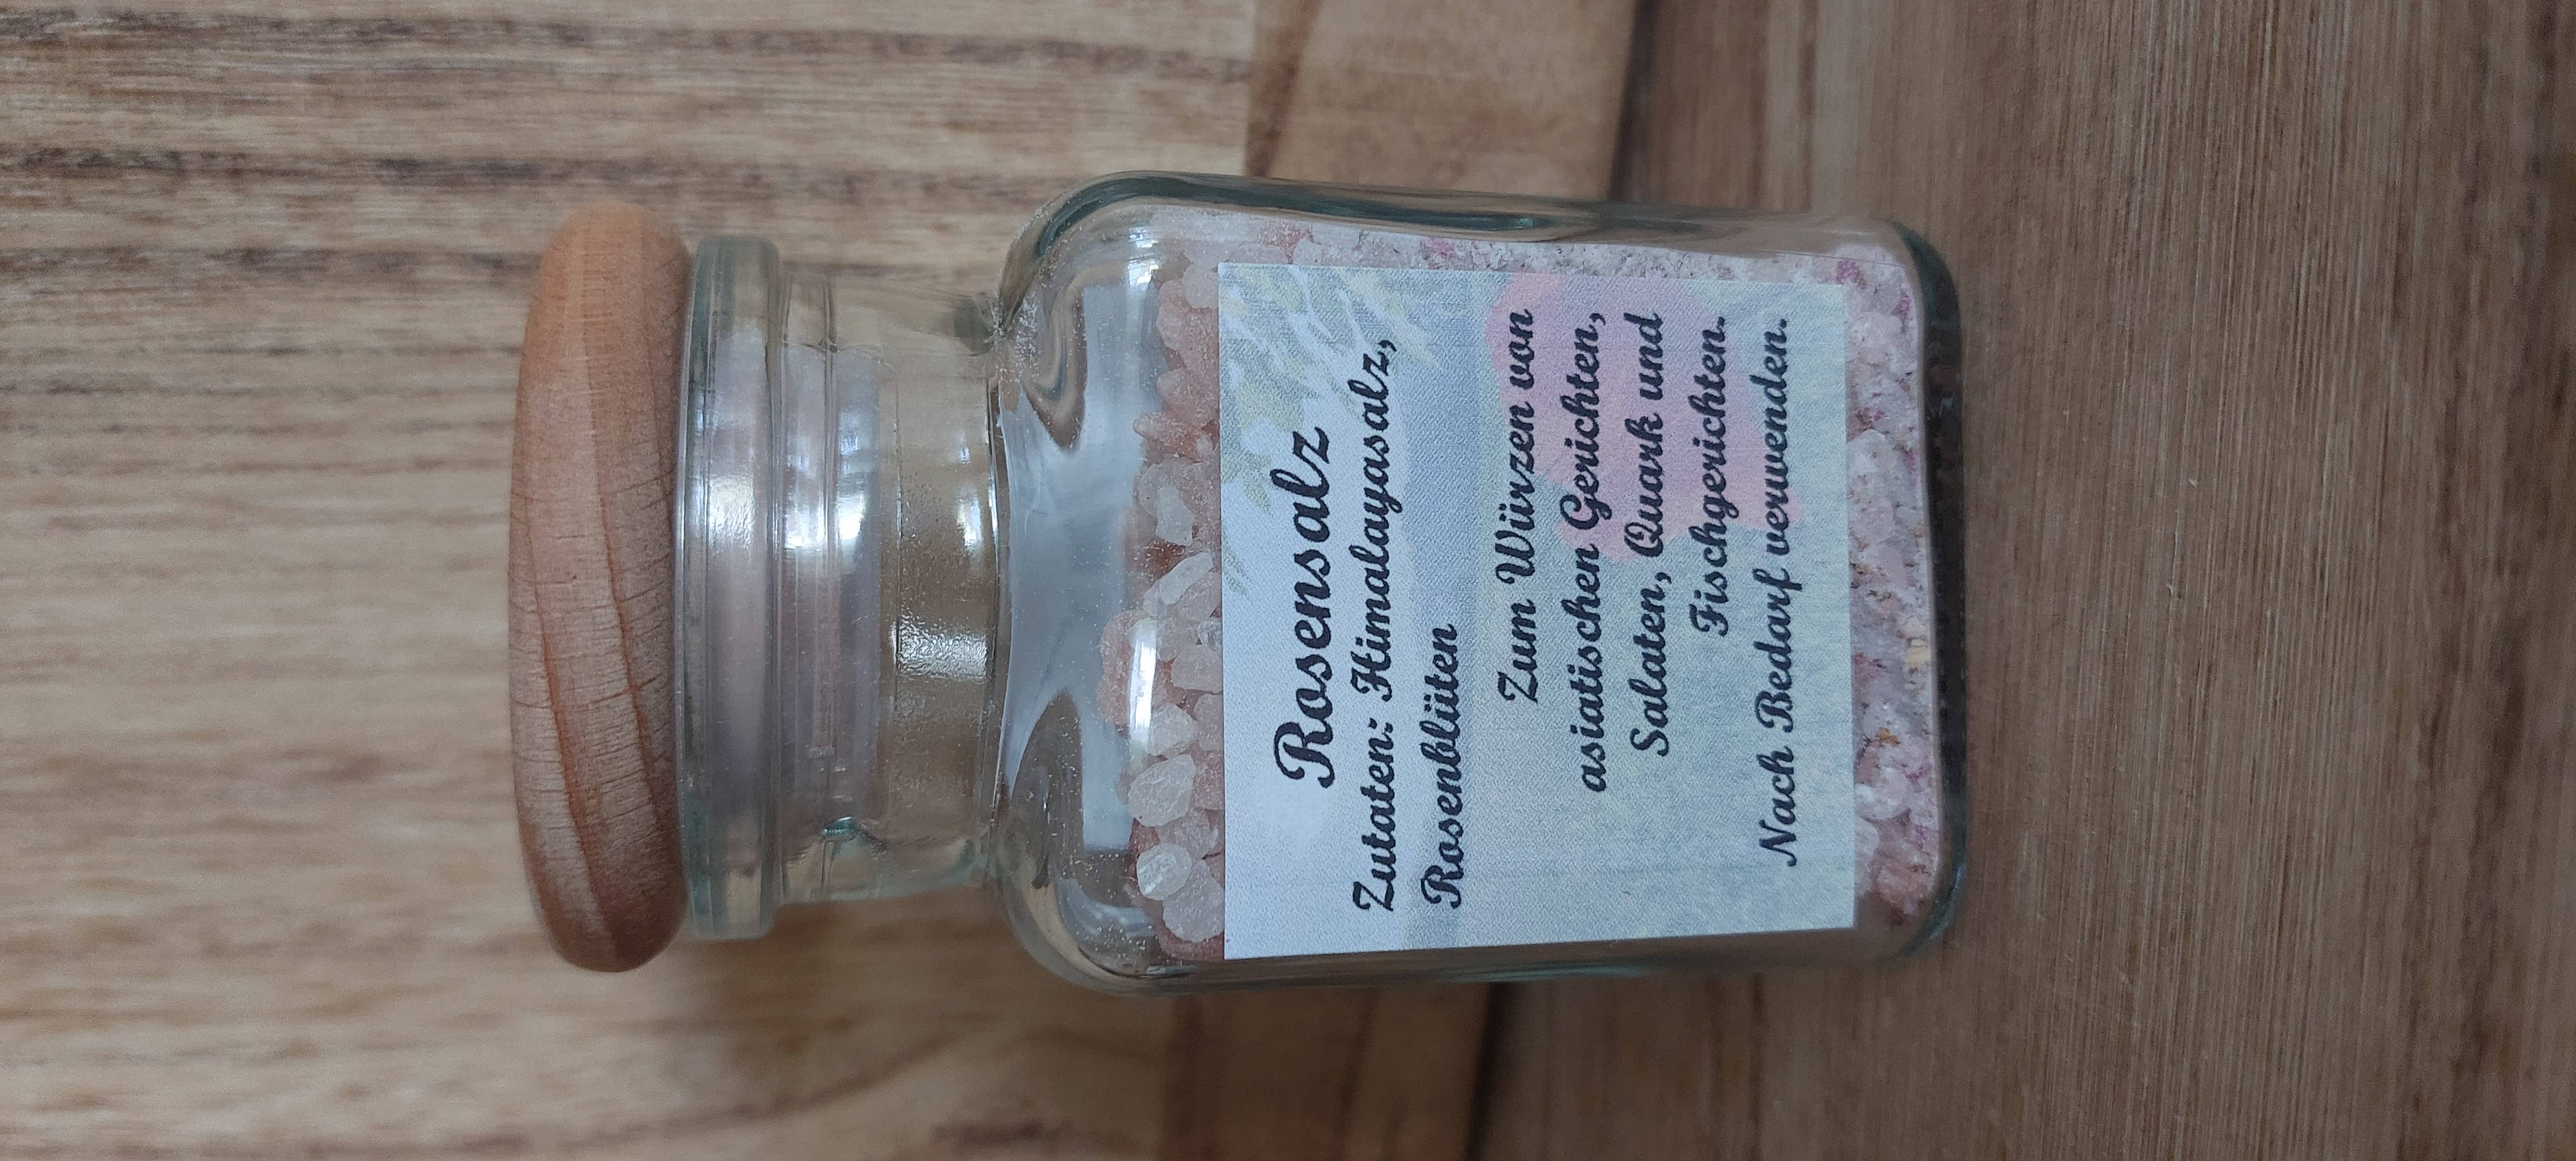 Rosensalz
Zutaten: Himalayasalz,
Rosenblüten
Zum Würzen von
asiatischen Gerichten,
Salaten, Quark und
Fischgerichten.
Nach Bedarf verwenden.